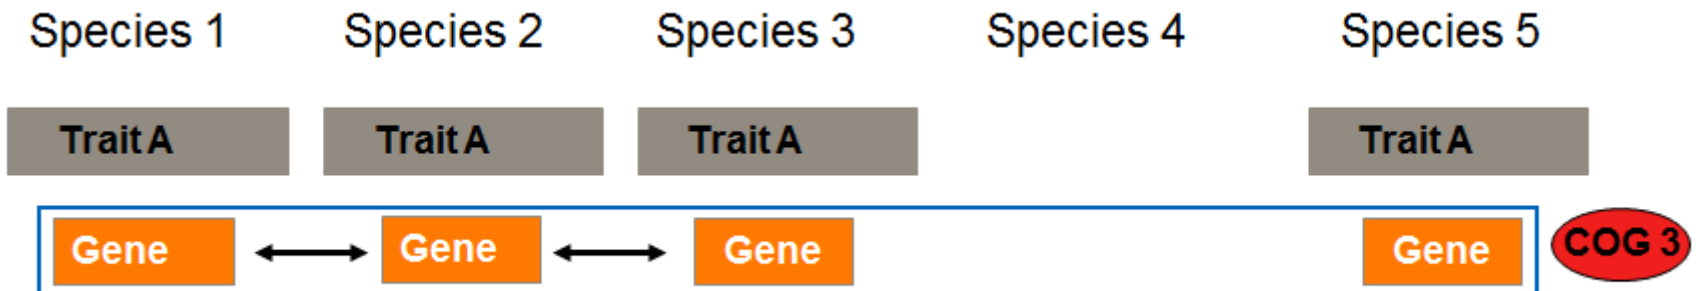 Species 1 Species 2 Species 3 Species 4 Species 5
Trait A Trait A Trait A Trait A
Gene Gene Gene Gene COG 3